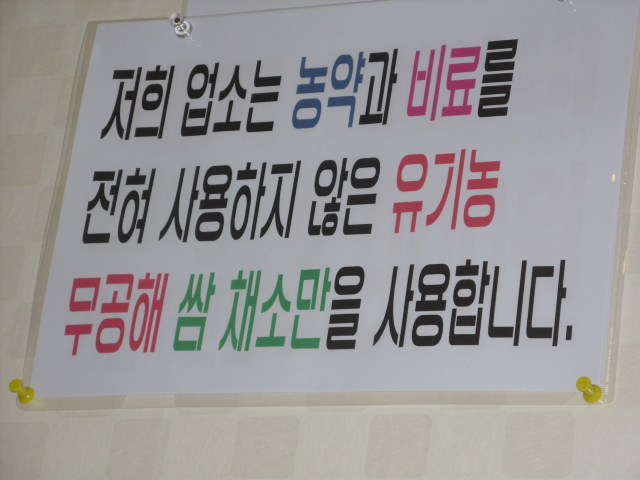 저희 업소는 농약과 비료를
전혀 사용하지 않은 유기농
무공해 쌈 채소만을 사용합니다.